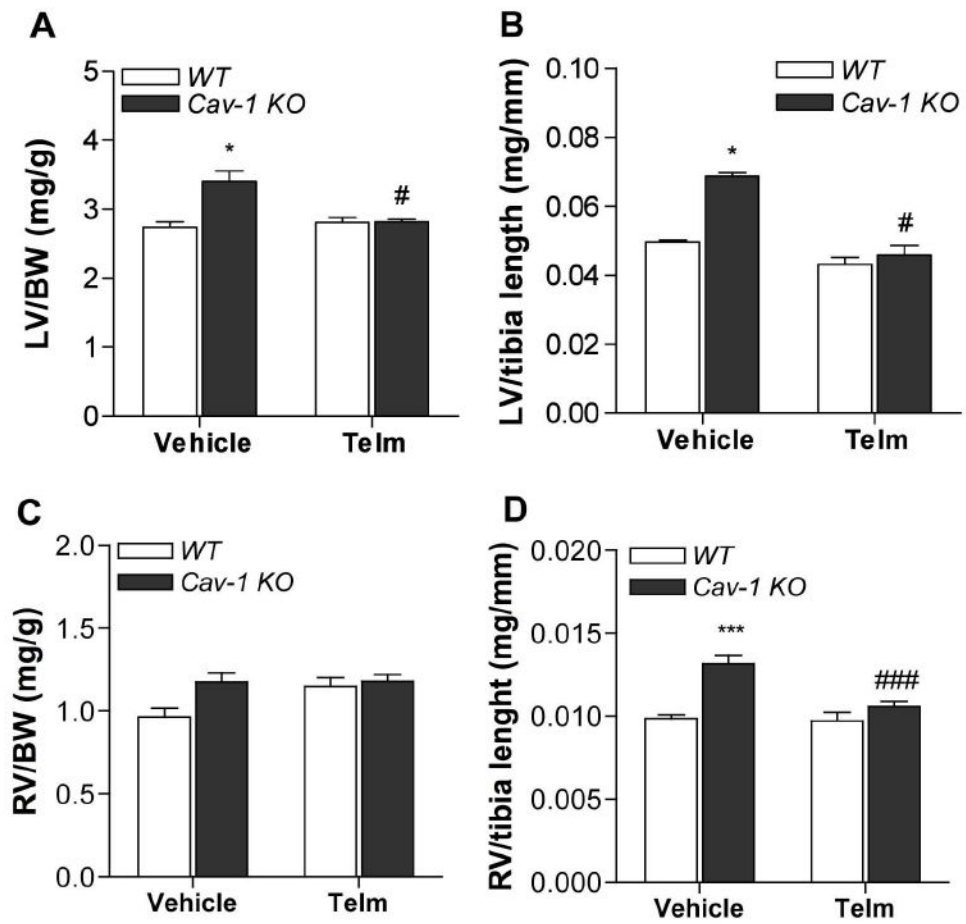 A
LV/BW (mg/g)
5
4
3
2
1
0
WT
Cav-1 KO
*
#
Vehicle
Telm
B
LV/tibia length (mg/mm)
0.10
0.08
0.06
0.04
0.02
0.00
WT
Cav-1 KO
*
#
Vehicle
Telm
C
RV/BW (mg/g)
2.0
1.5
1.0
0.5
0.0
WT
Cav-1 KO
Vehicle
Telm
D
RV/tibia lenght (mg/mm)
0.020
0.015
0.010
0.005
0.000
WT
Cav-1 KO
***
###
Vehicle
Telm